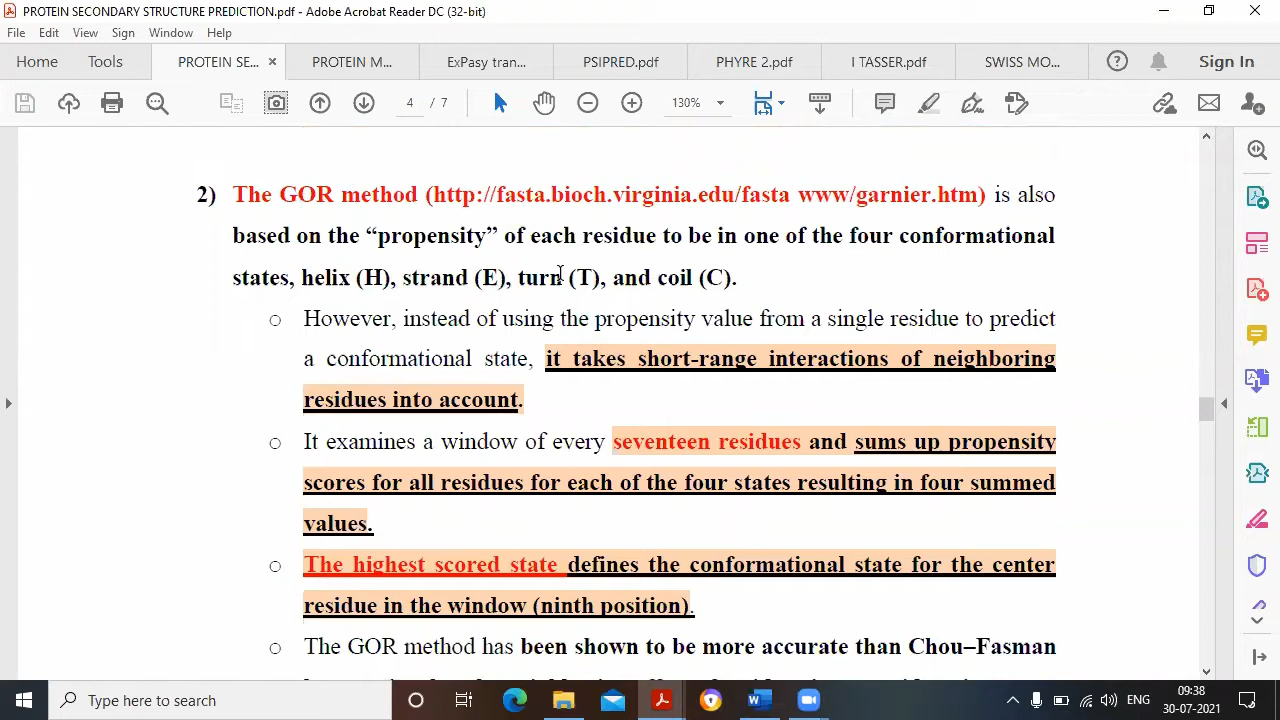 PROTEIN SECONDARY STRUCTURE PREDICTION.pdf - Adobe Acrobat Reader DC (32-bit)
File Edit View Sign Window Help
Home Tools PROTEIN SE... × PROTEIN M... ExPasy tran... PSIPRED.pdf PHYRE 2.pdf I TASSER.pdf SWISS MO... Sign In
4 / 7 130%
2) The GOR method (http://fasta.bioch.virginia.edu/fasta www/garnier.htm) is also
based on the “propensity” of each residue to be in one of the four conformational
states, helix (H), strand (E), turn (T), and coil (C).
○ However, instead of using the propensity value from a single residue to predict
a conformational state, it takes short-range interactions of neighboring
residues into account.
○ It examines a window of every seventeen residues and sums up propensity
scores for all residues for each of the four states resulting in four summed
values.
○ The highest scored state defines the conformational state for the center
residue in the window (ninth position).
○ The GOR method has been shown to be more accurate than Chou–Fasman
Type here to search
ENG
09:38
30-07-2021